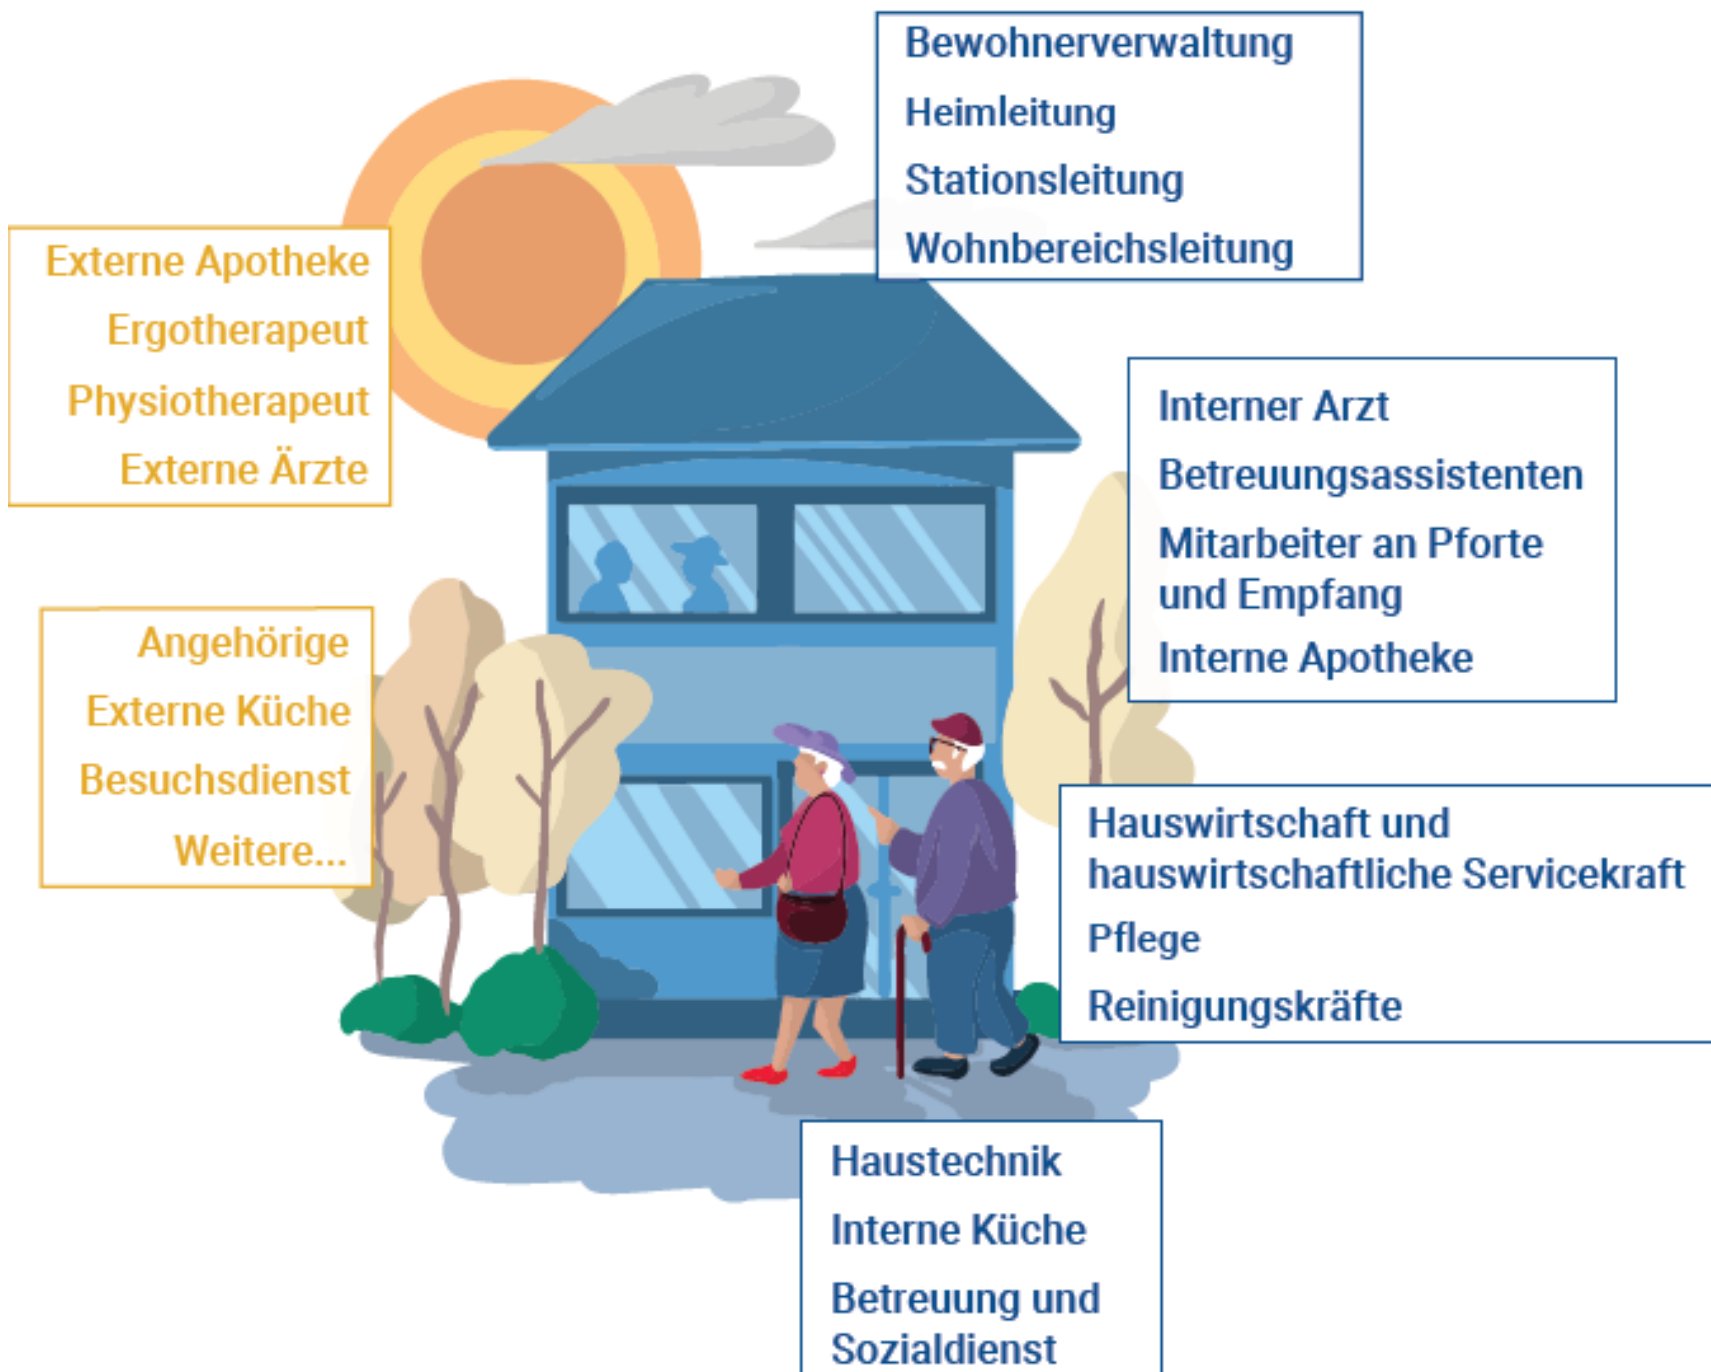 Bewohnerverwaltung
Heimleitung
Stationsleitung
Wohnbereichsleitung
Externe Apotheke
Ergotherapeut
Physiotherapeut
Externe Ärzte
Interner Arzt
Betreuungsassistenten
Mitarbeiter an Pforte
und Empfang
Interne Apotheke
Angehörige
Externe Küche
Besuchsdienst
Weitere...
Hauswirtschaft und
hauswirtschaftliche Servicekraft
Pflege
Reinigungskräfte
Haustechnik
Interne Küche
Betreuung und
Sozialdienst